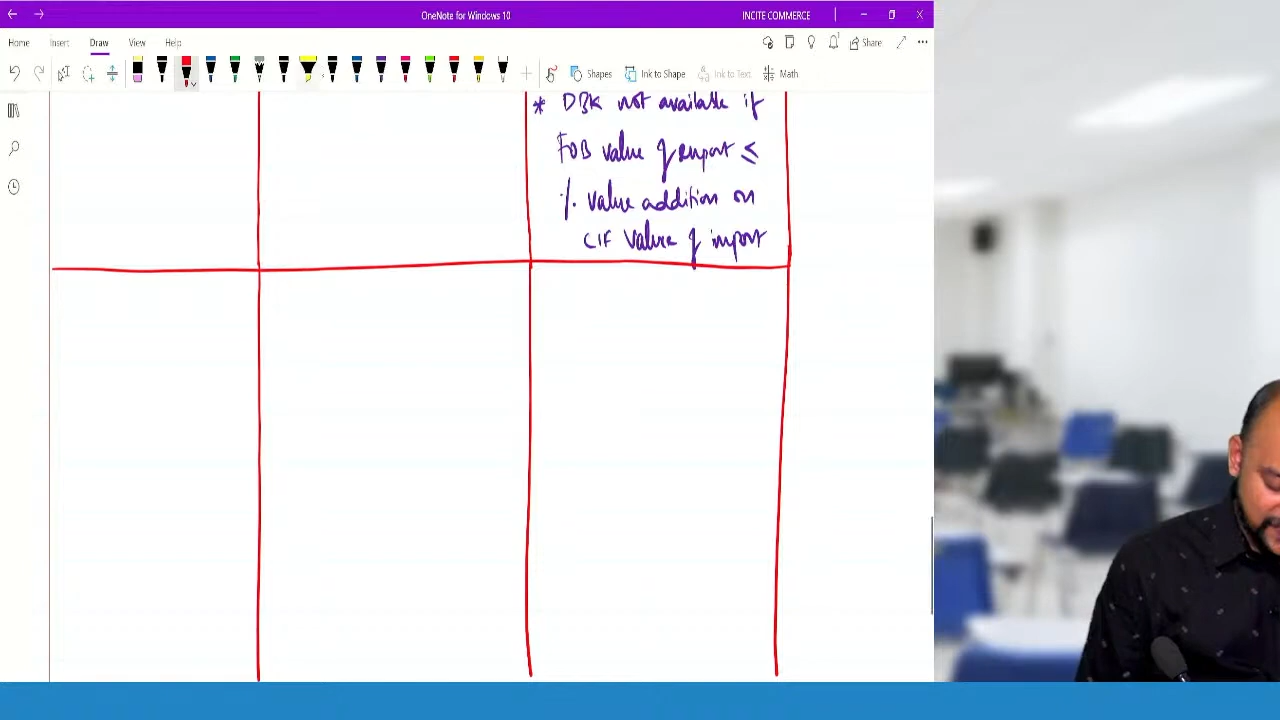 OneNote for Windows 10
INCITE COMMERCE
Home Insert Draw View Help
Share
Shapes
Ink to Shape
Ink to Text
Math
* DBK not available if
FOB value of export ≤
% value addition on
CIF value of import